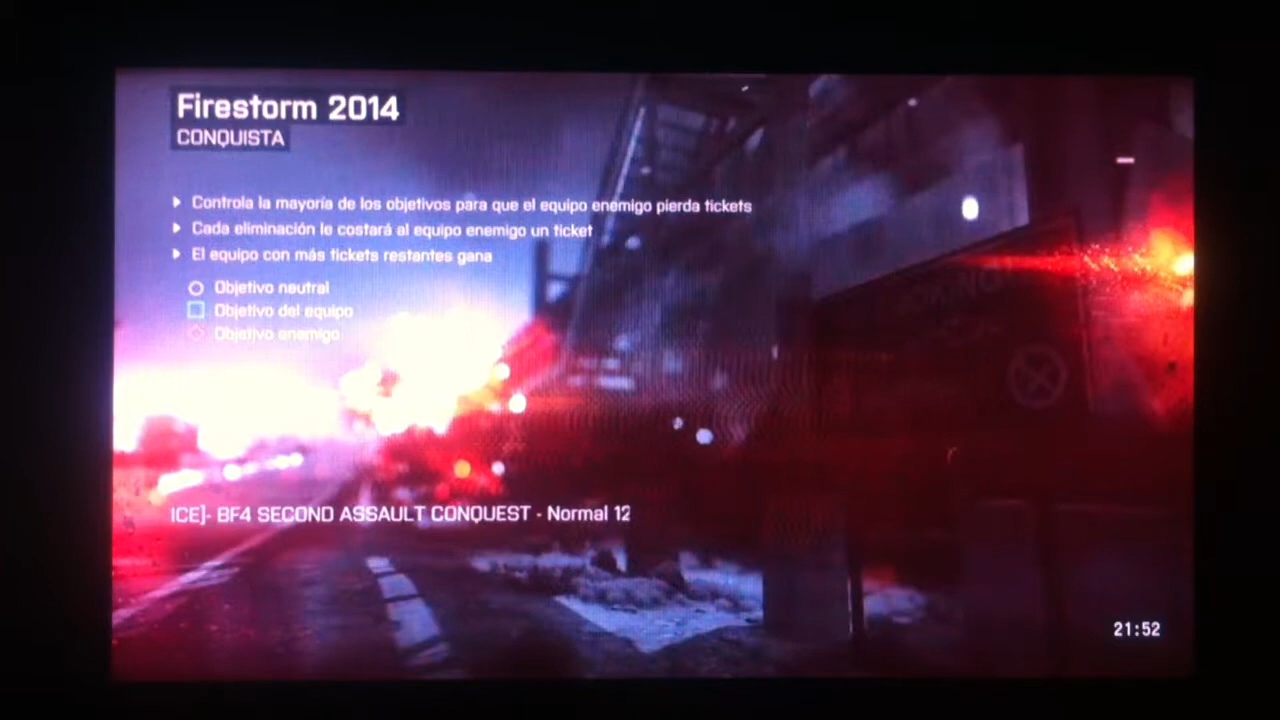 Firestorm 2014
CONQUISTA
Controla la mayoría de los objetivos para que el equipo enemigo pierda tickets
Cada eliminación le costará al equipo enemigo un ticket
El equipo con más tickets restantes gana
Objetivo neutral
Objetivo del equipo
Objetivo enemigo
ICE]- BF4 SECOND ASSAULT CONQUEST - Normal 12
21:52